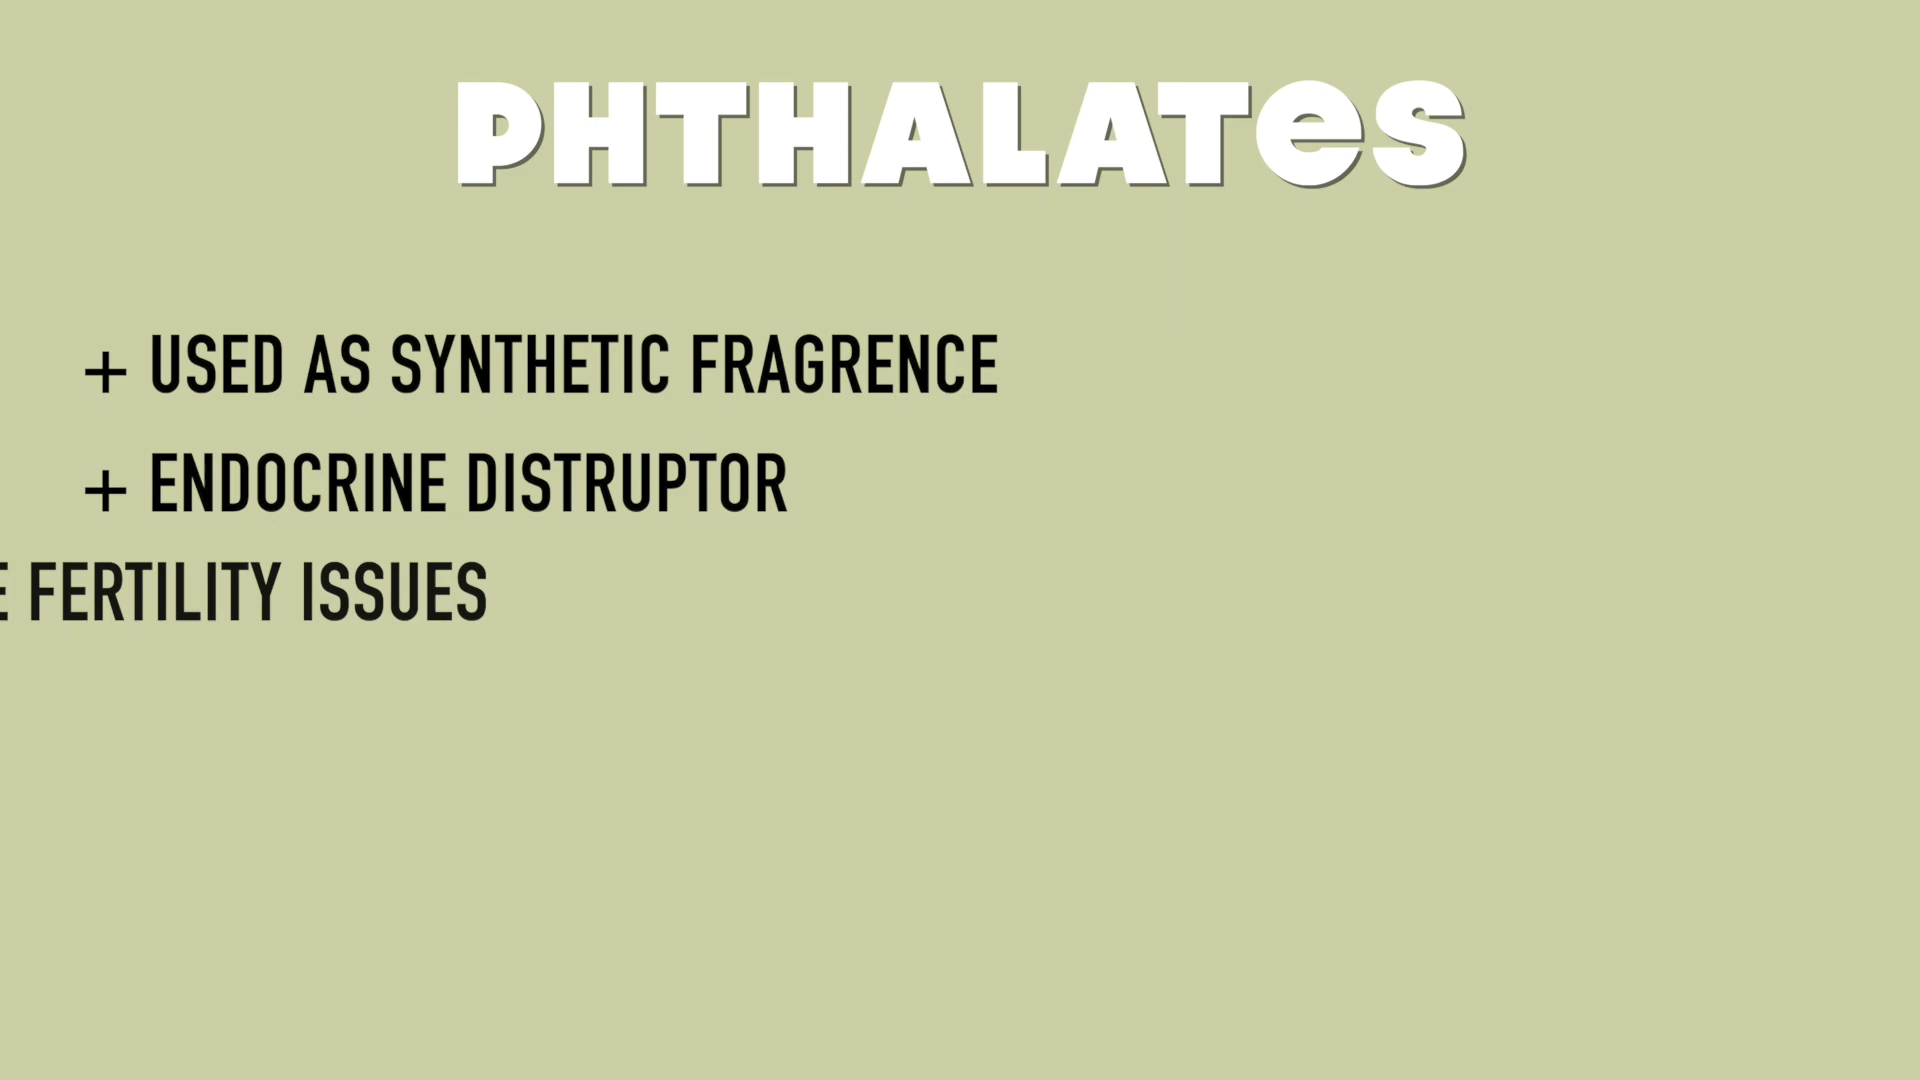 PHTHALATES
+ USED AS SYNTHETIC FRAGRENCE
+ ENDOCRINE DISTRUPTOR
FERTILITY ISSUES